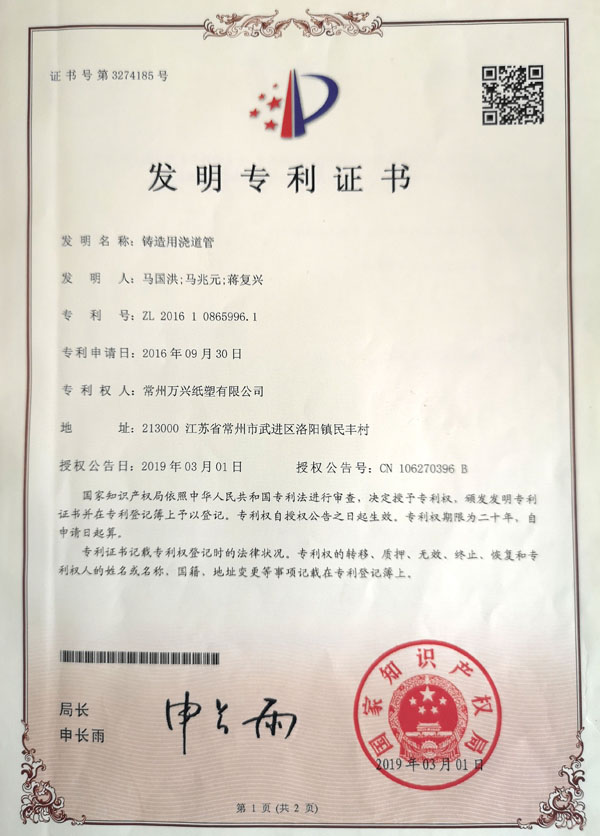 证书号第3274185号
发明专利证书
发明名称：铸造用浇道管
发明人：马国洪;马兆元;蒋复兴
专利号：ZL 2016 1 0865996.1
专利申请日：2016年09月30日
专利权人：常州万兴纸塑有限公司
地址：213000 江苏省常州市武进区洛阳镇民丰村
授权公告日：2019年03月01日 授权公告号：CN 106270396 B
国家知识产权局依照中华人民共和国专利法进行审查，决定授予专利权，颁发发明专利
证书并在专利登记簿上予以登记。专利权自授权公告之日起生效。专利权期限为二十年，自
申请日起算。
专利证书记载专利权登记时的法律状况。专利权的转移、质押、无效、终止、恢复和专
利权人的姓名或名称、国籍、地址变更等事项记载在专利登记簿上。
局长
申长雨
申长雨
国家知识产权局
2019年03月01日
第1页(共2页)